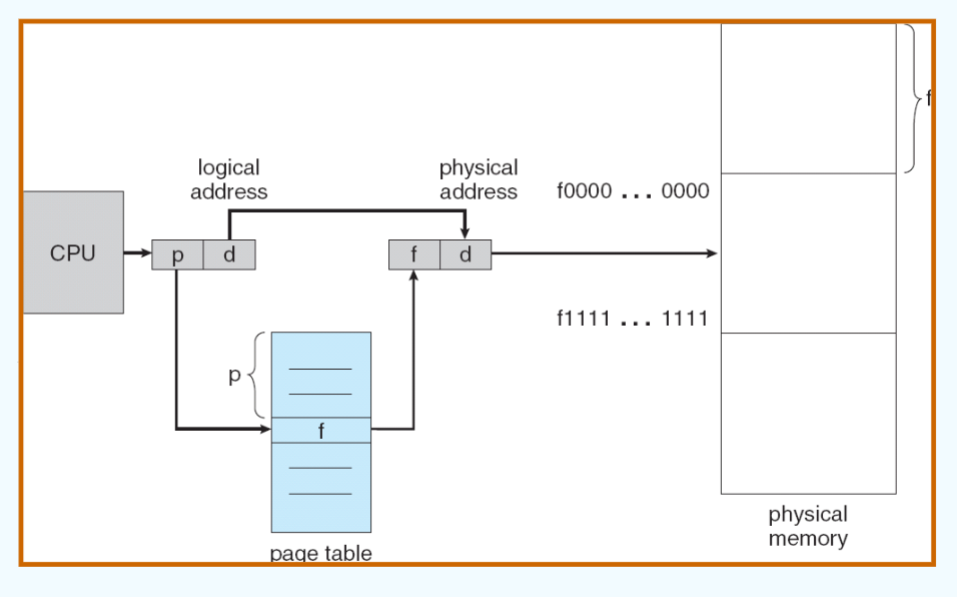 logical
address
physical
address
f0000 ... 0000
f
CPU
p
d
f
d
f1111 ... 1111
p
f
page table
physical
memory